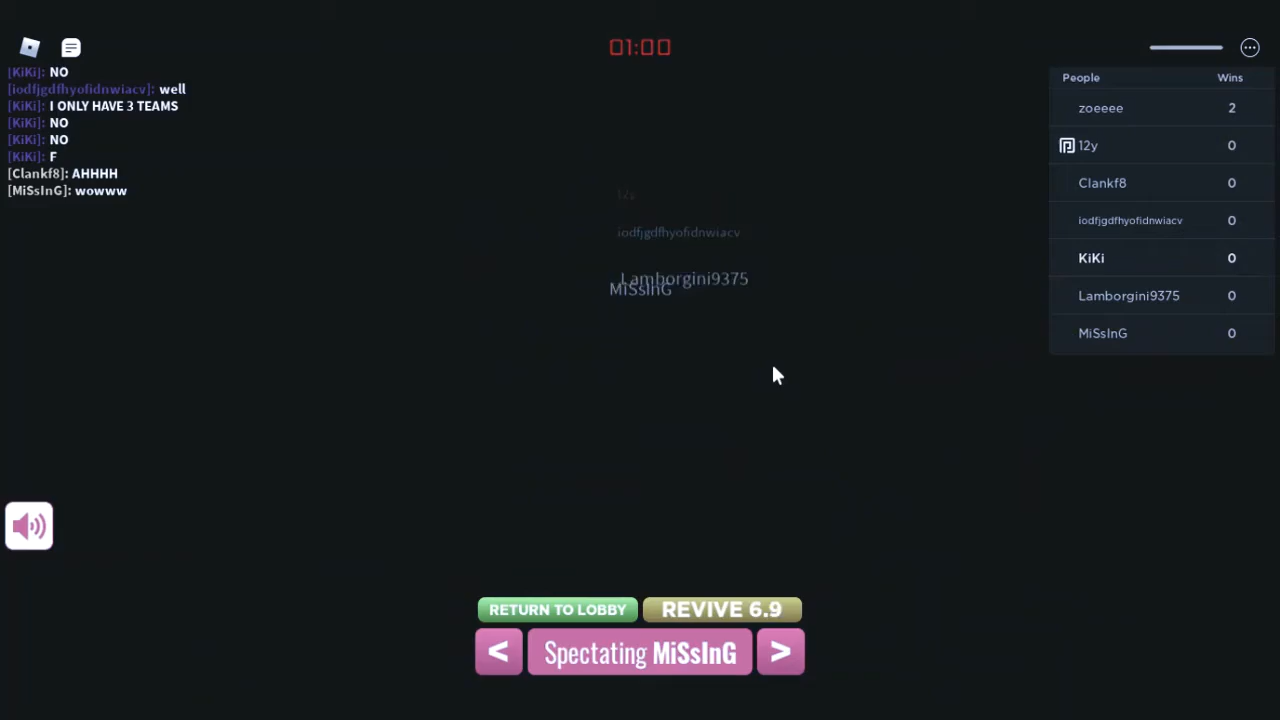 01:00
[KiKi]: NO
[iodfjgdfhyofidnwiacv]: well
[KiKi]: I ONLY HAVE 3 TEAMS
[KiKi]: NO
[KiKi]: NO
[KiKi]: F
[Clankf8]: AHHHH
[MiSsInG]: wowww
People Wins
zoeeee 2
12y 0
Clankf8 0
iodfjgdfhyofidnwiacv 0
KiKi 0
Lamborgini9375 0
MiSsInG 0
12y
iodfjgdfhyofidnwiacv
Lamborgini9375
MiSsInG
RETURN TO LOBBY REVIVE 6.9
< Spectating MiSsInG >